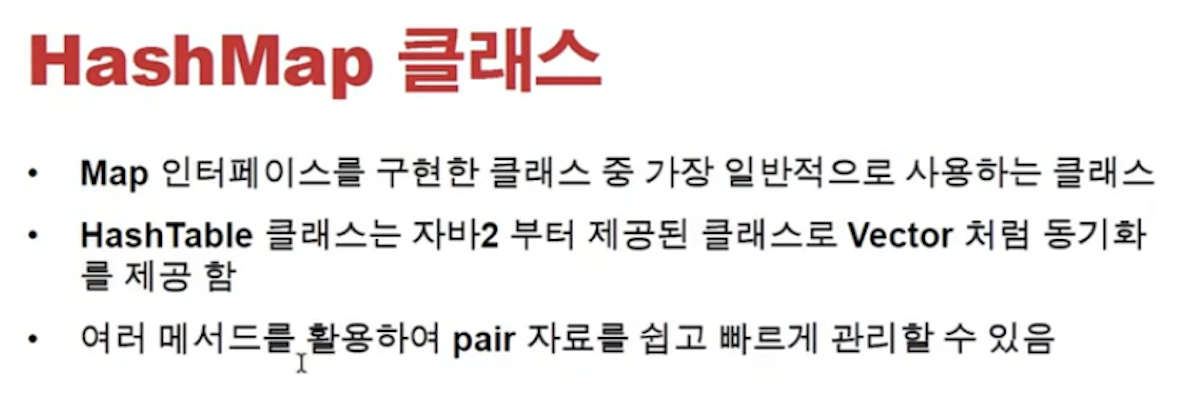 HashMap 클래스
• Map 인터페이스를 구현한 클래스 중 가장 일반적으로 사용하는 클래스
• HashTable 클래스는 자바2 부터 제공된 클래스로 Vector 처럼 동기화
를 제공 함
• 여러 메서드를 활용하여 pair 자료를 쉽고 빠르게 관리할 수 있음